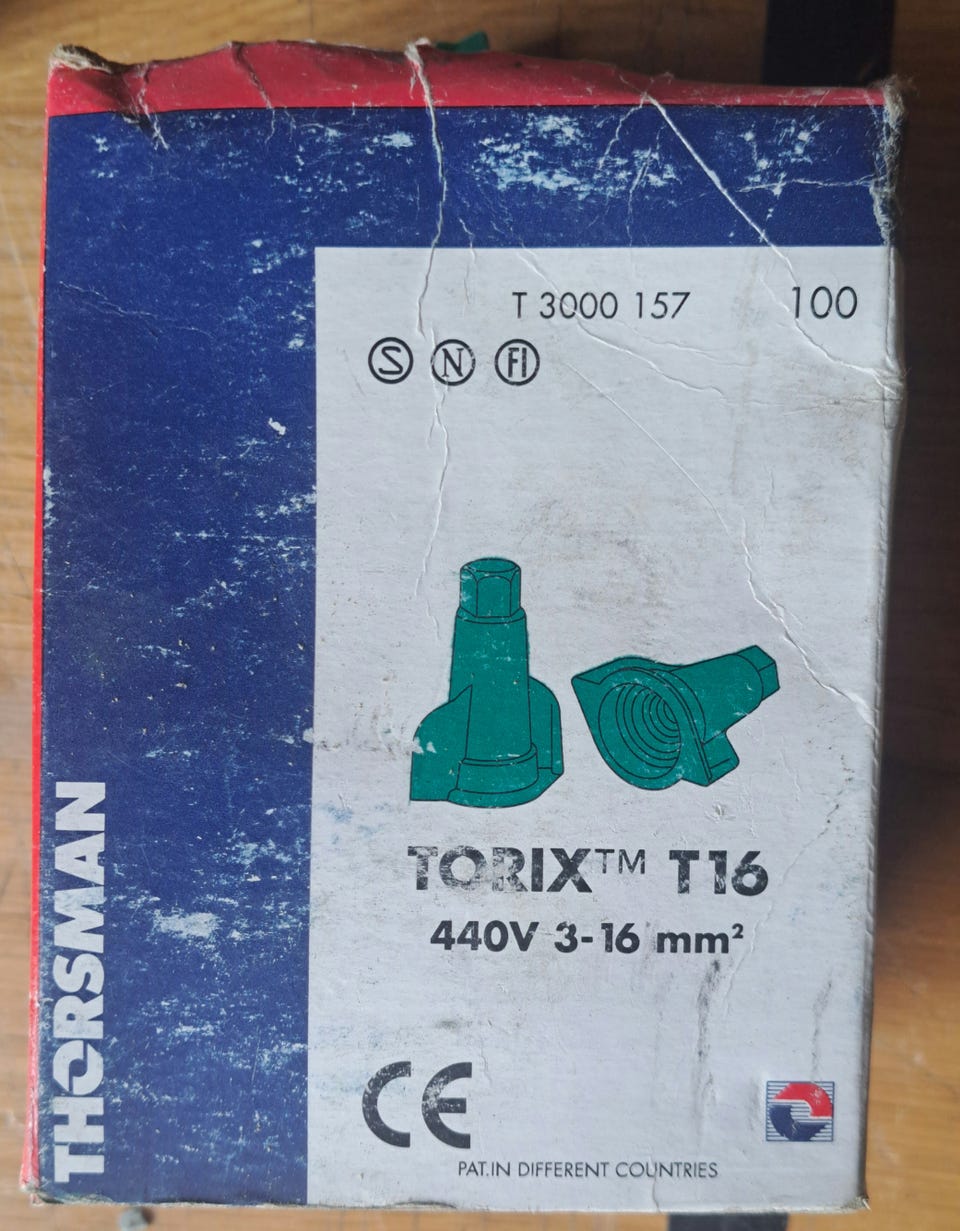 T 3000 157 100
S N FI
TORIX™ T16
440V 3-16 mm²
CE
PAT.IN DIFFERENT COUNTRIES
THORSMAN